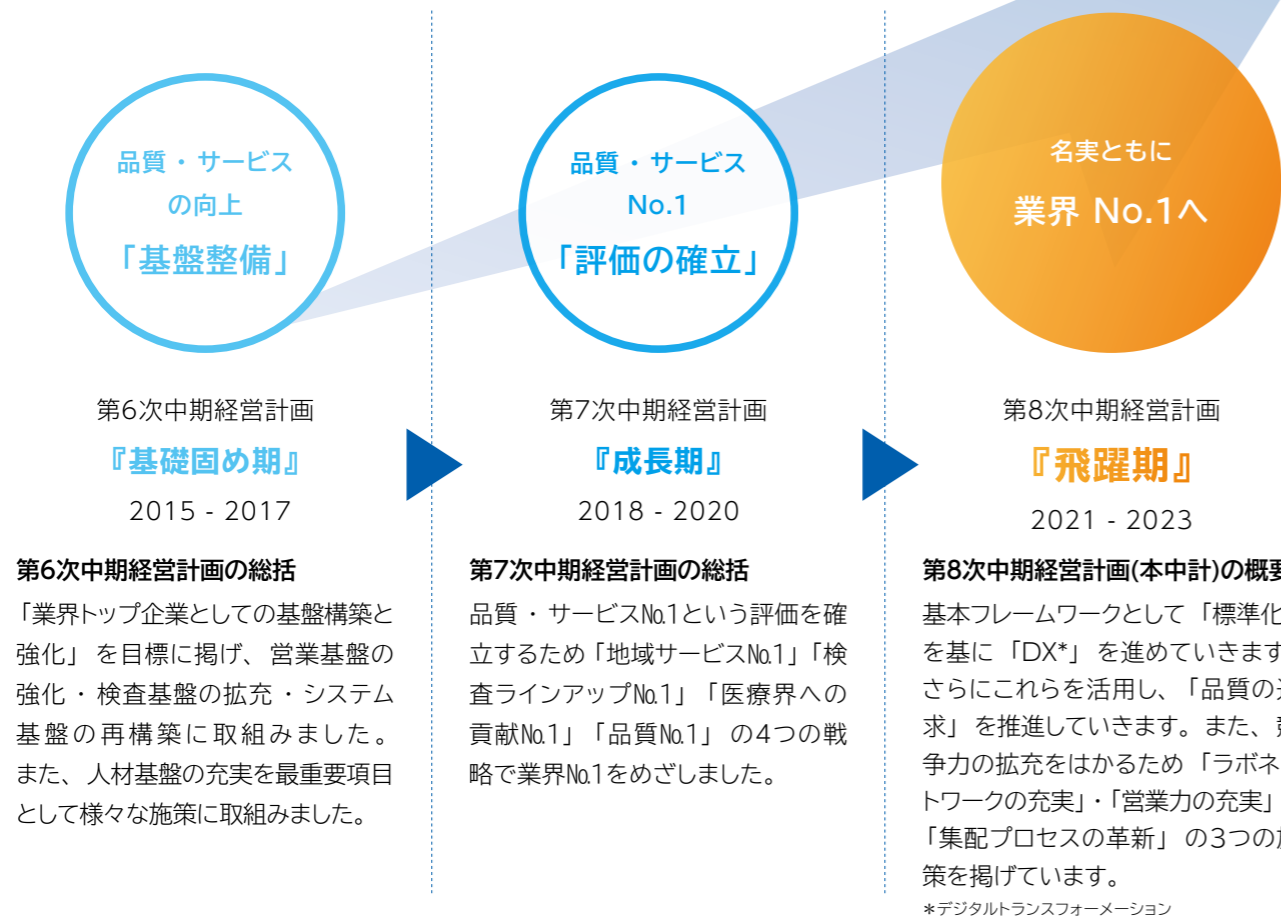 品質・サービス
の向上
「基盤整備」
第6次中期経営計画
『基礎固め期』
2015 - 2017
第6次中期経営計画の総括
「業界トップ企業としての基盤構築と
強化」を目標に掲げ、営業基盤の
強化・検査基盤の拡充・システム
基盤の再構築に取組みました。
また、人材基盤の充実を最重要項目
として様々な施策に取組みました。
品質・サービス
No.1
「評価の確立」
第7次中期経営計画
『成長期』
2018 - 2020
第7次中期経営計画の総括
品質・サービス№1という評価を確
立するため「地域サービス№1」「検
査ラインアップ№1」「医療界への
貢献№1」「品質№1」の4つの戦
略で業界№1をめざしました。
名実ともに
業界 No.1へ
第8次中期経営計画
『飛躍期』
2021 - 2023
第8次中期経営計画(本中計)の概
基本フレームワークとして「標準化
を基に「DX*」を進めていきます
さらにこれらを活用し、「品質の
求」を推進していきます。また、
争力の拡充をはかるため「ラボネ
トワークの充実」・「営業力の充実」
「集配プロセスの革新」の3つの
策を掲げています。
*デジタルトランスフォーメーション